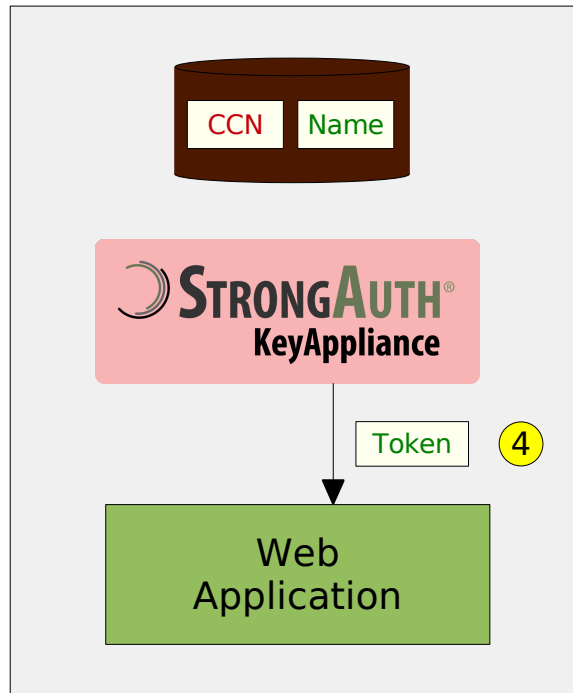 CCN Name
STRONGAUTH®
KeyAppliance
Token 4
Web
Application